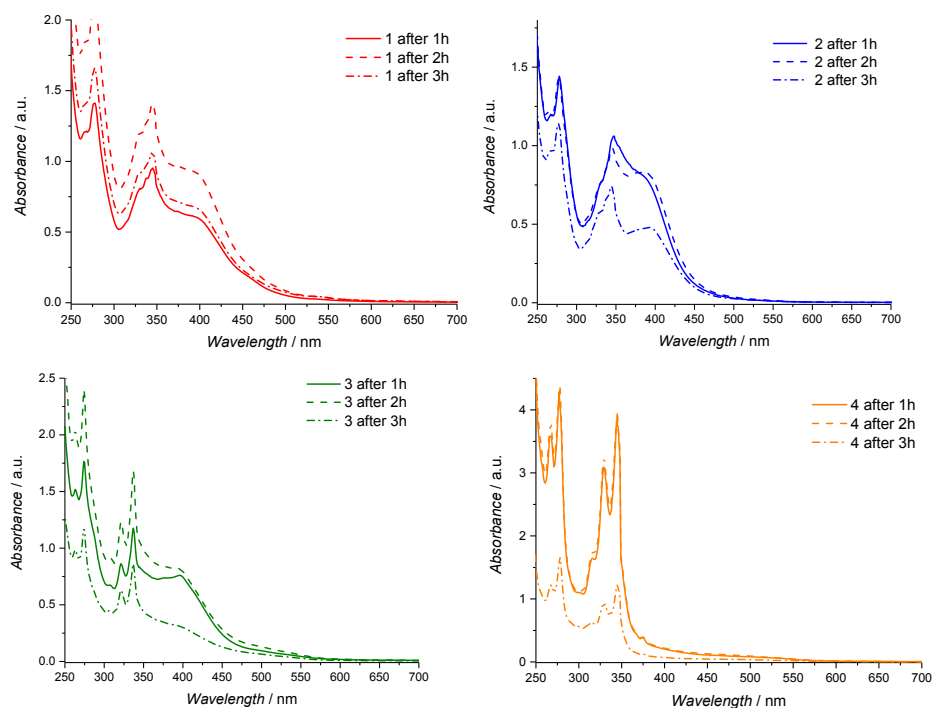 2.0
1.5
1.0
0.5
0.0
Absorbance / a.u.
250 300 350 400 450 500 550 600 650 700
Wavelength / nm
1 after 1h
1 after 2h
1 after 3h
1.5
1.0
0.5
0.0
Absorbance / a.u.
250 300 350 400 450 500 550 600 650 700
Wavelength / nm
2 after 1h
2 after 2h
2 after 3h
2.5
2.0
1.5
1.0
0.5
0.0
Absorbance / a.u.
250 300 350 400 450 500 550 600 650 700
Wavelength / nm
3 after 1h
3 after 2h
3 after 3h
4
3
2
1
0
Absorbance / a.u.
250 300 350 400 450 500 550 600 650 700
Wavelength / nm
4 after 1h
4 after 2h
4 after 3h